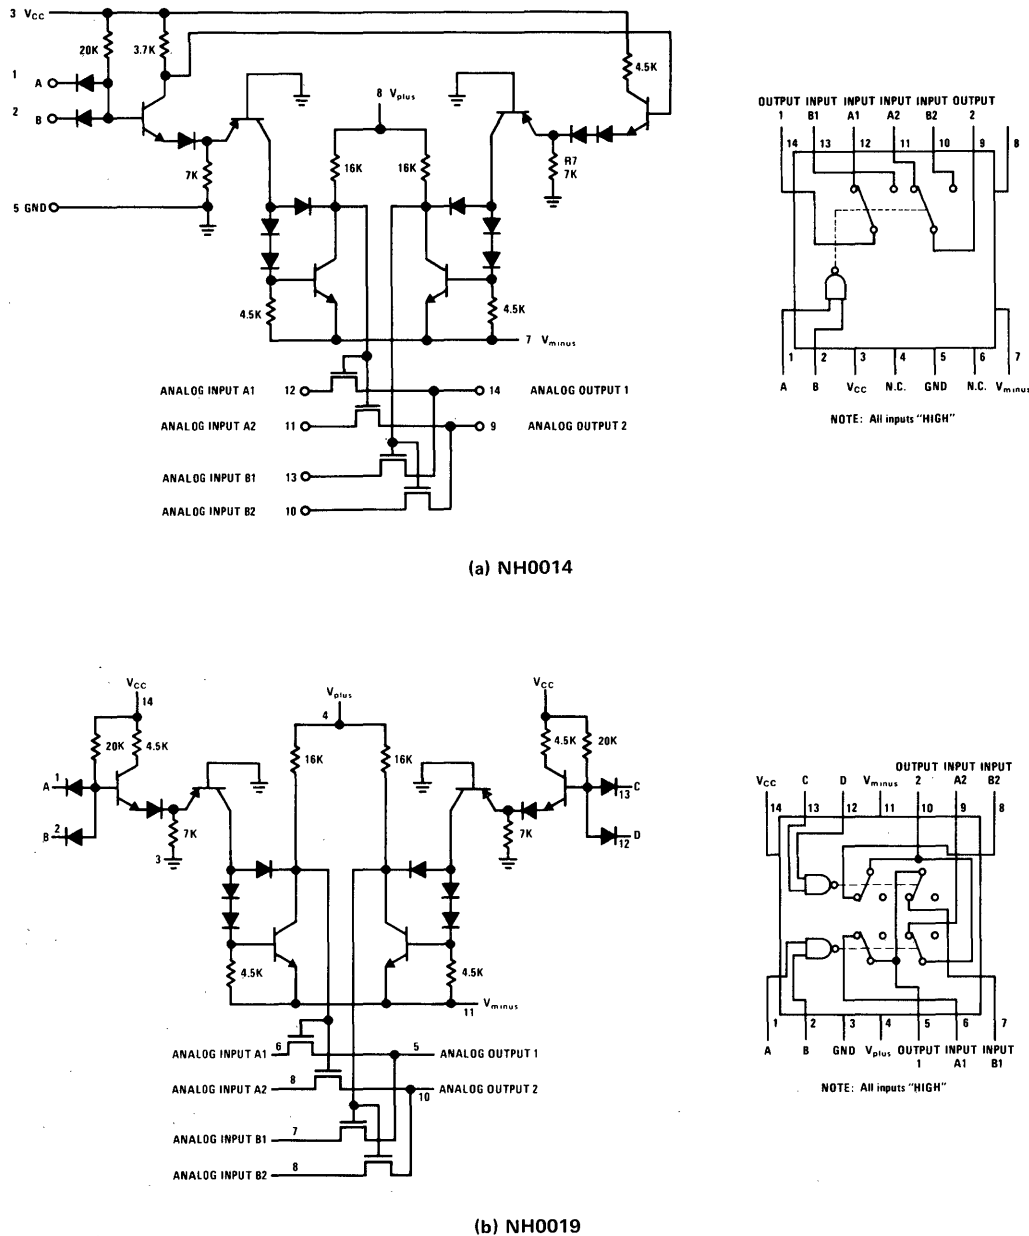 3 VCC
20K
3.7K
4.5K
1 A
2 B
8 Vplus
7K
16K
16K
R7
7K
5 GND
4.5K
4.5K
7 Vminus
ANALOG INPUT A1 12
14 ANALOG OUTPUT 1
ANALOG INPUT A2 11
9 ANALOG OUTPUT 2
ANALOG INPUT B1 13
ANALOG INPUT B2 10
OUTPUT INPUT INPUT INPUT INPUT OUTPUT
1 B1 A1 A2 B2 2
14 13 12 11 10 9 8
1 2 3 4 5 6 7
A B VCC N.C. GND N.C. Vminus
NOTE: All inputs "HIGH"
(a) NH0014
VCC
14
20K
4.5K
Vplus
4
VCC
4.5K
20K
A 1
B 2
16K
16K
13 C
12 D
7K
3
7K
4.5K
4.5K
Vminus
11
ANALOG INPUT A1 6
5 ANALOG OUTPUT 1
ANALOG INPUT A2 8
10 ANALOG OUTPUT 2
ANALOG INPUT B1 7
ANALOG INPUT B2 8
OUTPUT INPUT INPUT
VCC C D Vminus 2 A2 B2
14 13 12 11 10 9 8
1 2 3 4 5 6 7
A B GND Vplus OUTPUT INPUT INPUT
1 A1 B1
NOTE: All inputs "HIGH"
(b) NH0019